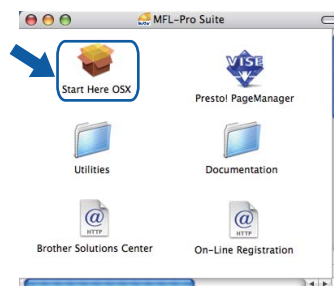 MFL-Pro Suite
Start Here OSX
VISE
Presto! PageManager
Utilities
Documentation
@
HTTP
Brother Solutions Center
@
HTTP
On-Line Registration